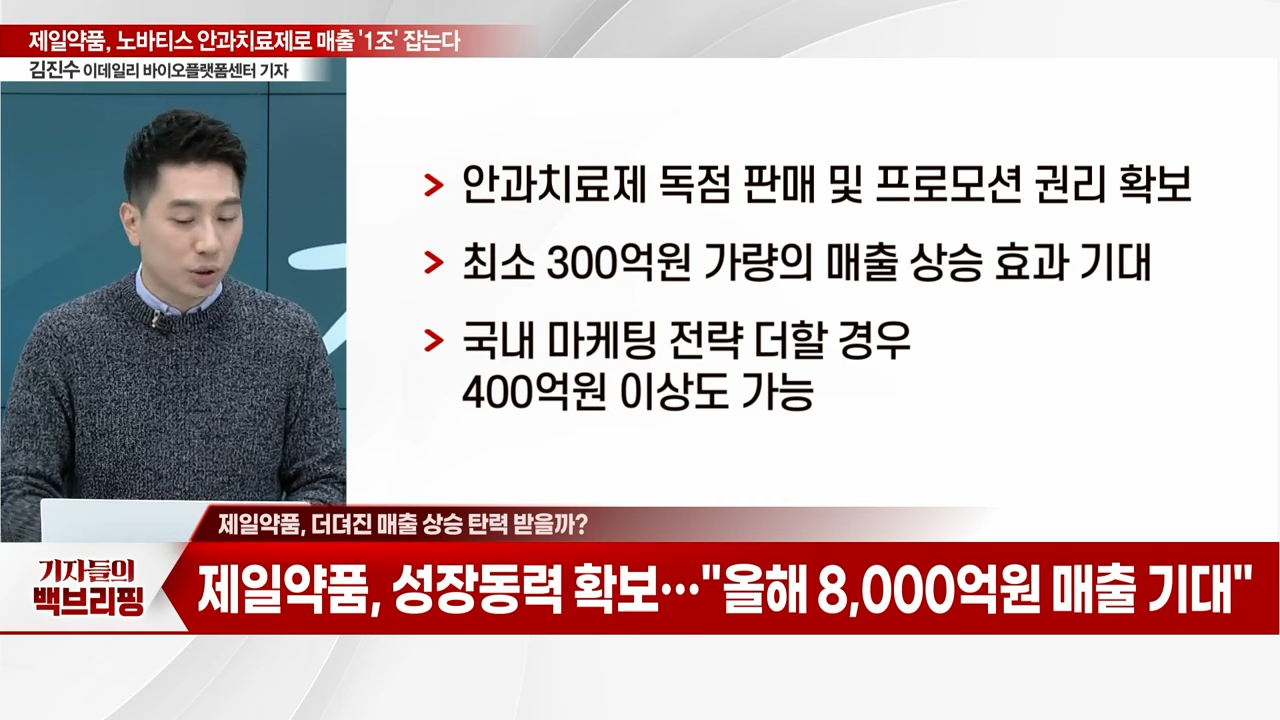 제일약품, 노바티스 안과치료제로 매출 '1조' 잡는다
김진수 이데일리 바이오플랫폼센터 기자
> 안과치료제 독점 판매 및 프로모션 권리 확보
> 최소 300억원 가량의 매출 상승 효과 기대
> 국내 마케팅 전략 더할 경우
400억원 이상도 가능
제일약품, 더뎌진 매출 상승 탄력 받을까?
기자들의
백브리핑
제일약품, 성장동력 확보…"올해 8,000억원 매출 기대"